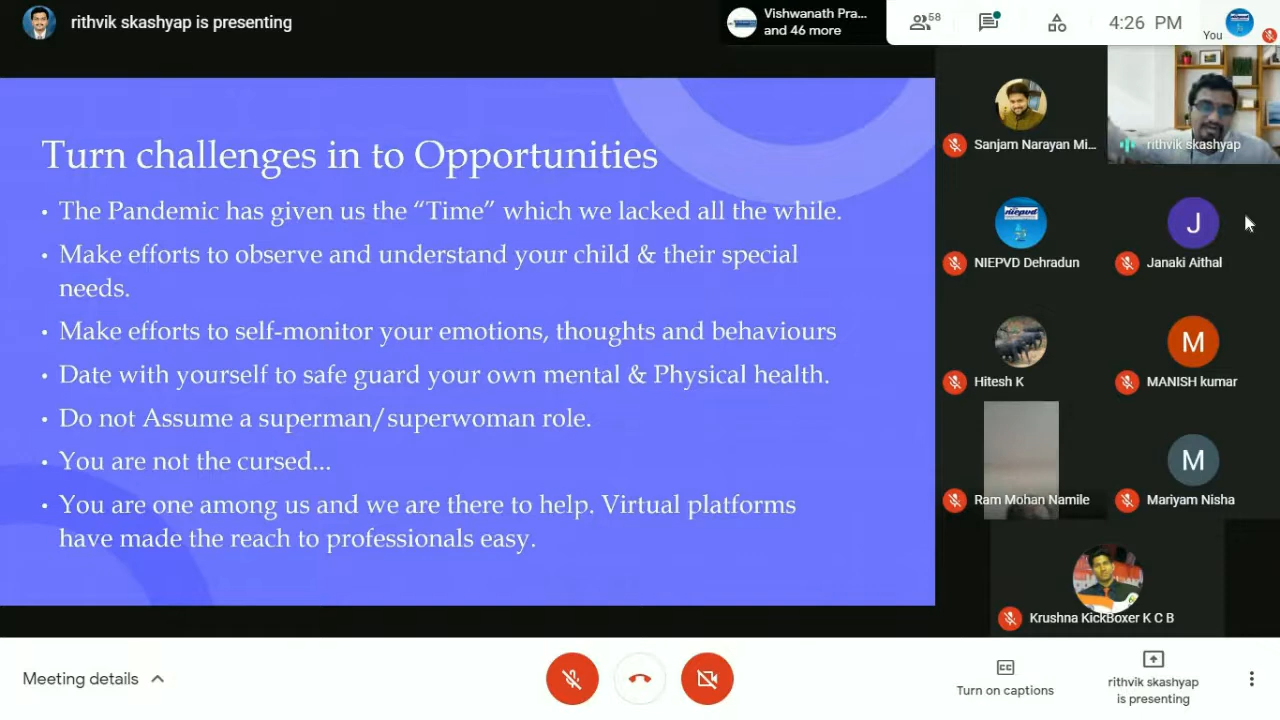 rithvik skashyap is presenting
Vishwanath Pra...
and 46 more
58
4:26 PM
You
Turn challenges in to Opportunities
• The Pandemic has given us the “Time” which we lacked all the while.
• Make efforts to observe and understand your child & their special
needs.
• Make efforts to self-monitor your emotions, thoughts and behaviours
• Date with yourself to safe guard your own mental & Physical health.
• Do not Assume a superman/superwoman role.
• You are not the cursed...
• You are one among us and we are there to help. Virtual platforms
have made the reach to professionals easy.
Sanjam Narayan Mi...
rithvik skashyap
niepvd
NIEPVD Dehradun
J
Janaki Aithal
Hitesh K
M
MANISH kumar
Ram Mohan Namile
M
Mariyam Nisha
Krushna KickBoxer K C B
Meeting details
CC
Turn on captions
rithvik skashyap
is presenting